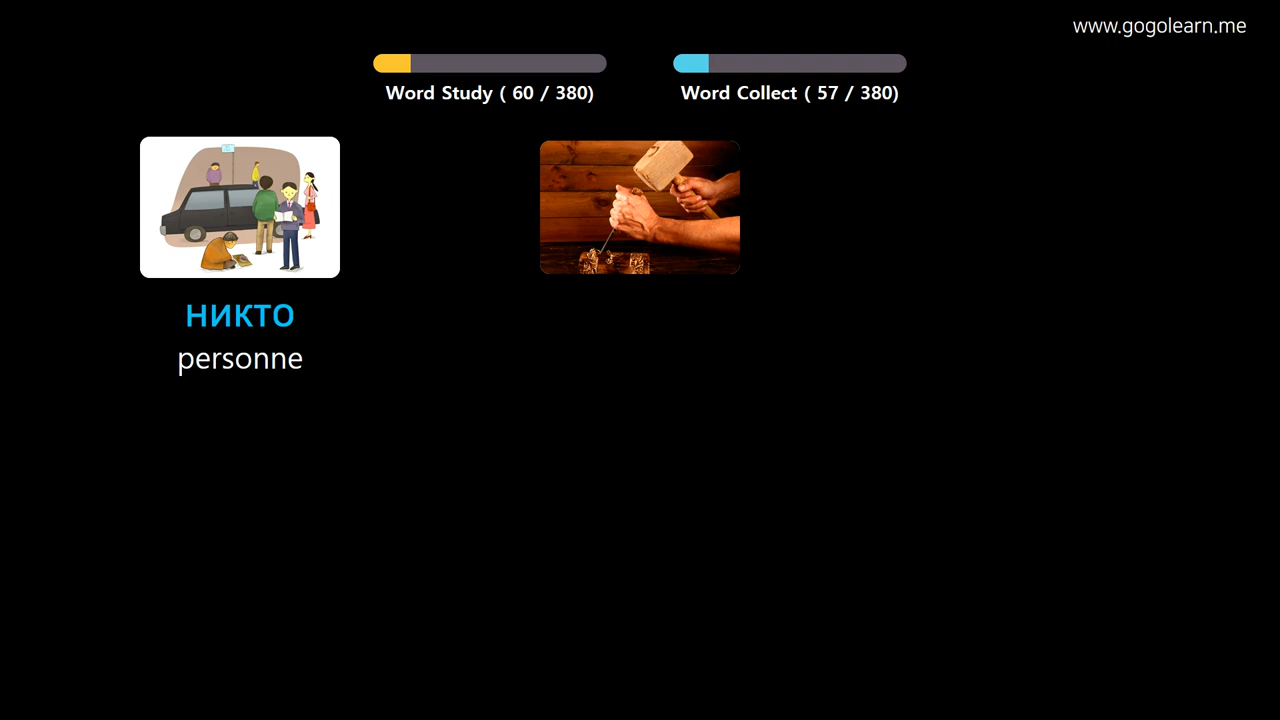 www.gogolearn.me
Word Study ( 60 / 380)
Word Collect ( 57 / 380)
никто
personne